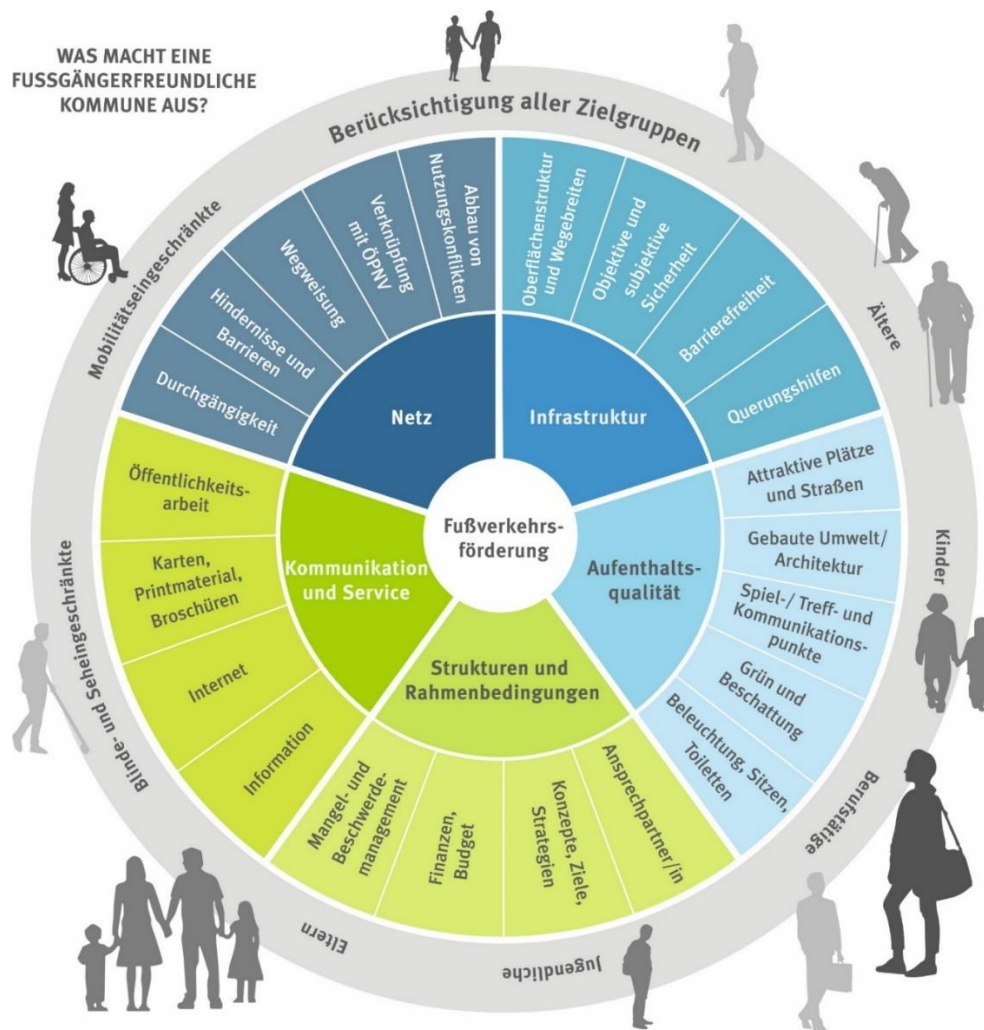 WAS MACHT EINE
FUSSGÄNGERFREUNDLICHE
KOMMUNE AUS?
Berücksichtigung aller Zielgruppen
Mobilitätseingeschränkte
Ältere
Kinder
Berufstätige
Jugendliche
Eltern
Blinde- und Seheingeschränkte
Fußverkehrs-
förderung
Netz
Durchgängigkeit
Hindernisse und
Barrieren
Wegweisung
Verknüpfung
mit ÖPNV
Abbau von
Nutzungskonflikten
Infrastruktur
Oberflächenstruktur
und Wegebreiten
Objektive und
subjektive
Sicherheit
Barrierefreiheit
Querungshilfen
Aufenthalts-
qualität
Attraktive Plätze
und Straßen
Gebaute Umwelt/
Architektur
Spiel-/ Treff- und
Kommunikations-
punkte
Grün und
Beschattung
Beleuchtung, Sitzen,
Toiletten
Strukturen und
Rahmenbedingungen
Ansprechpartner/in
Konzepte, Ziele,
Strategien
Finanzen,
Budget
Mangel- und
Beschwerde-
management
Kommunikation
und Service
Information
Internet
Karten,
Printmaterial,
Broschüren
Öffentlichkeits-
arbeit